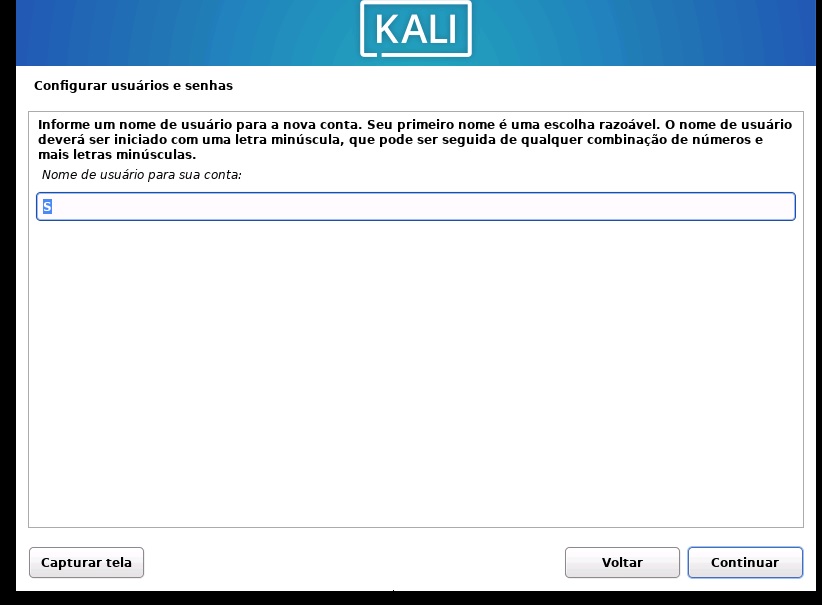 KALI
Configurar usuários e senhas
Informe um nome de usuário para a nova conta. Seu primeiro nome é uma escolha razoável. O nome de usuário
deverá ser iniciado com uma letra minúscula, que pode ser seguida de qualquer combinação de números e
mais letras minúsculas.
Nome de usuário para sua conta:
s
Capturar tela
Voltar
Continuar